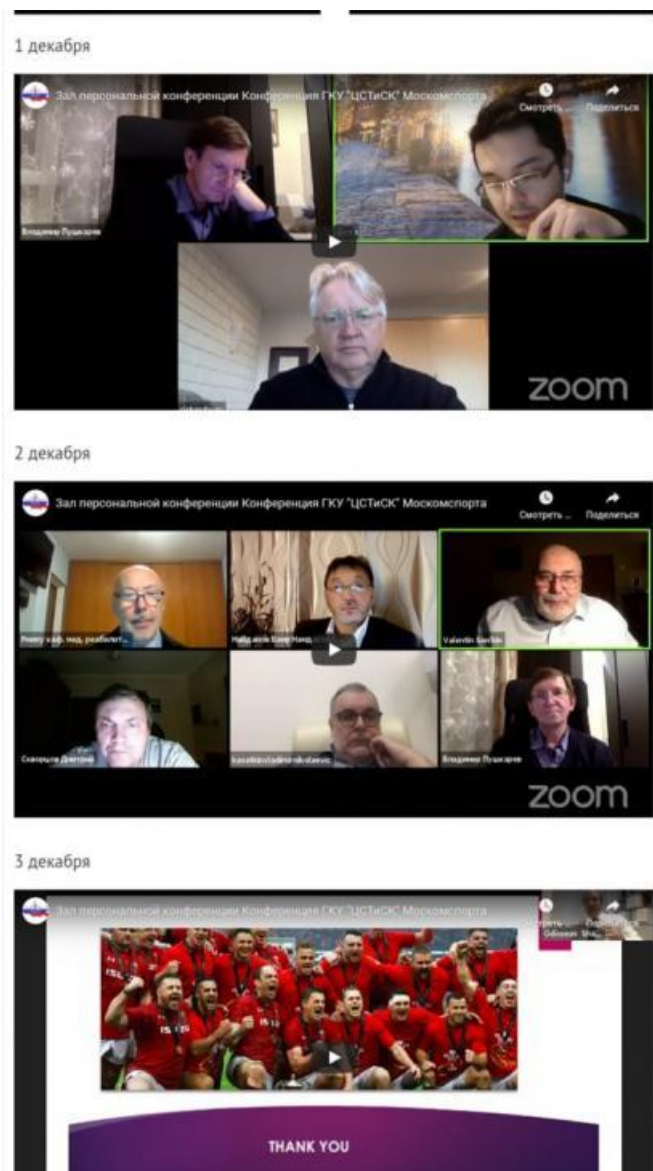 1 декабря
Зал персональной конференции Конференция ГКУ "ЦСТиСК" Москомспорта
Смотреть ...
Поделиться
Владимир Пушкарев
zoom
2 декабря
Зал персональной конференции Конференция ГКУ "ЦСТиСК" Москомспорта
Смотреть ...
Поделиться
Valentin
Скворцов Дмитрий
Владимир Пушкарев
zoom
3 декабря
Зал персональной конференции Конференция ГКУ "ЦСТиСК" Москомспорта
THANK YOU